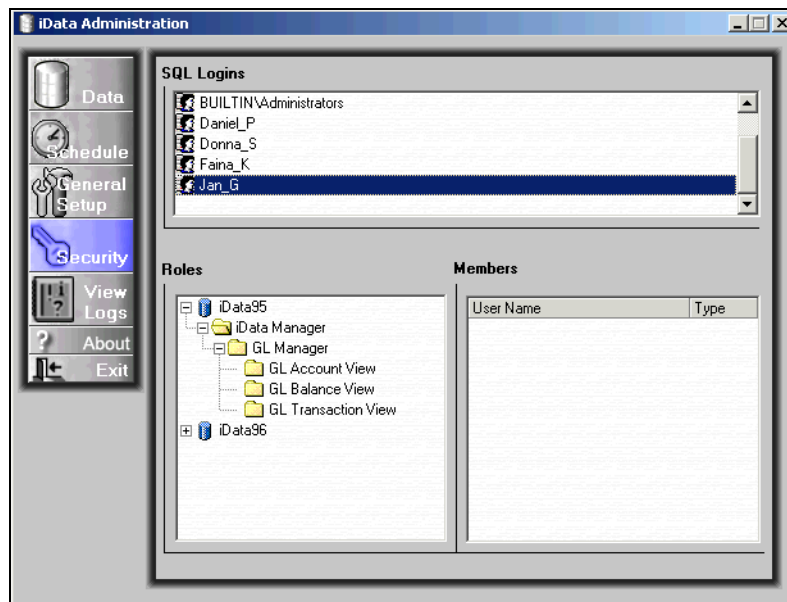 iData Administration
Data
Schedule
General
Setup
Security
View
Logs
About
Exit
SQL Logins
BUILTIN\Administrators
Daniel_P
Donna_S
Faina_K
Jan_G
Roles
iData95
iData Manager
GL Manager
GL Account View
GL Balance View
GL Transaction View
iData96
Members
User Name Type